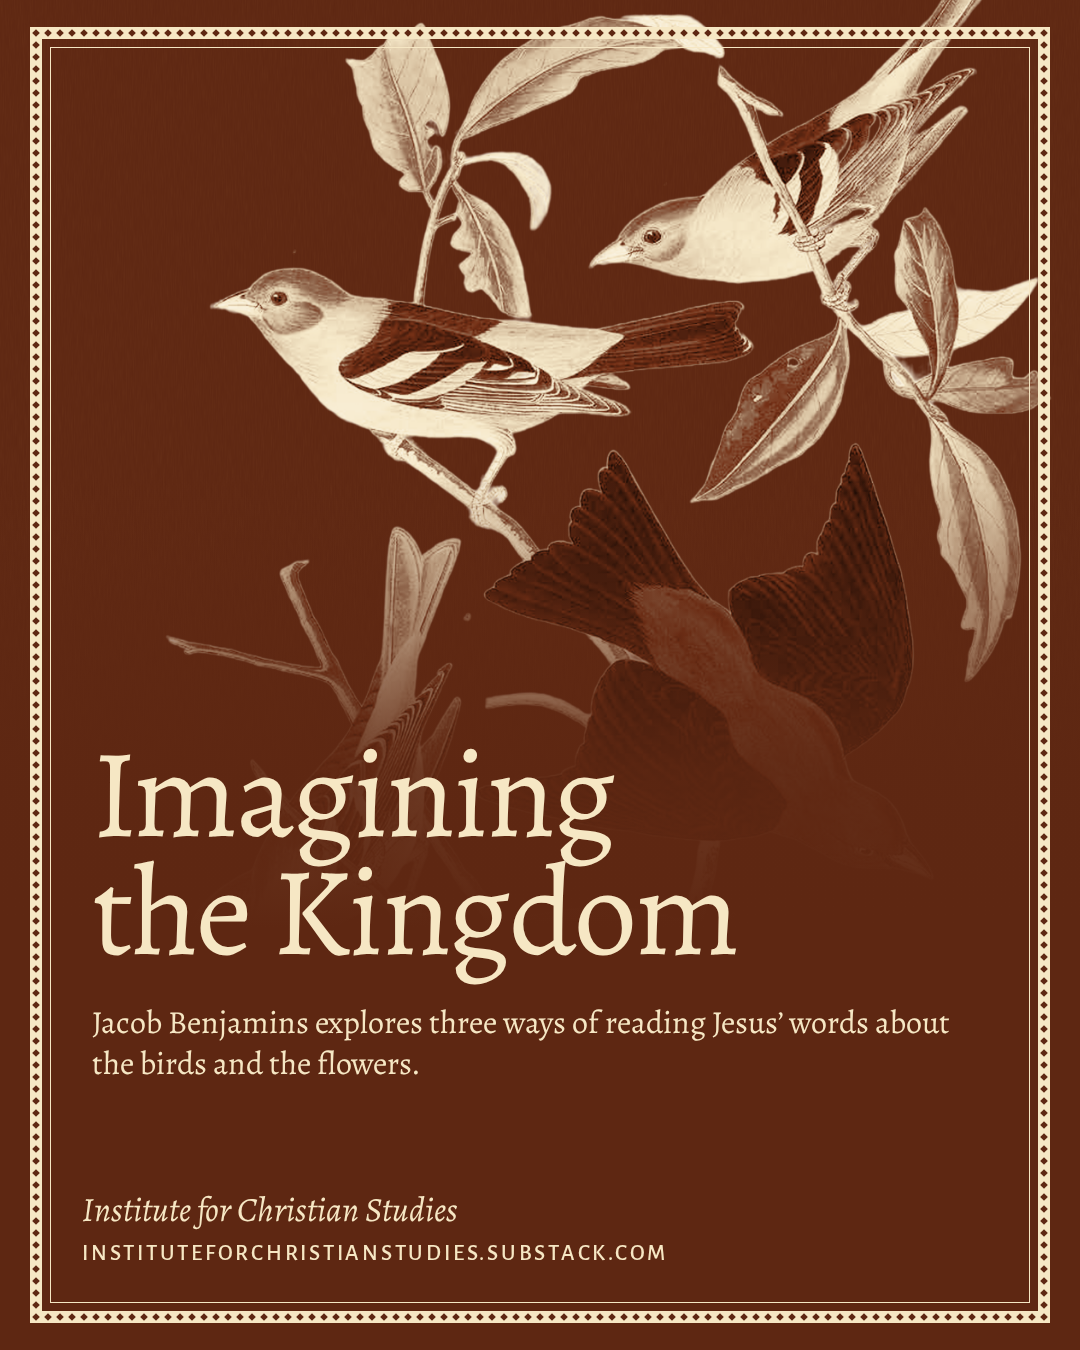 Imagining
the Kingdom
Jacob Benjamins explores three ways of reading Jesus’ words about
the birds and the flowers.
Institute for Christian Studies
INSTITUTEFORCHRISTIANSTUDIES.SUBSTACK.COM